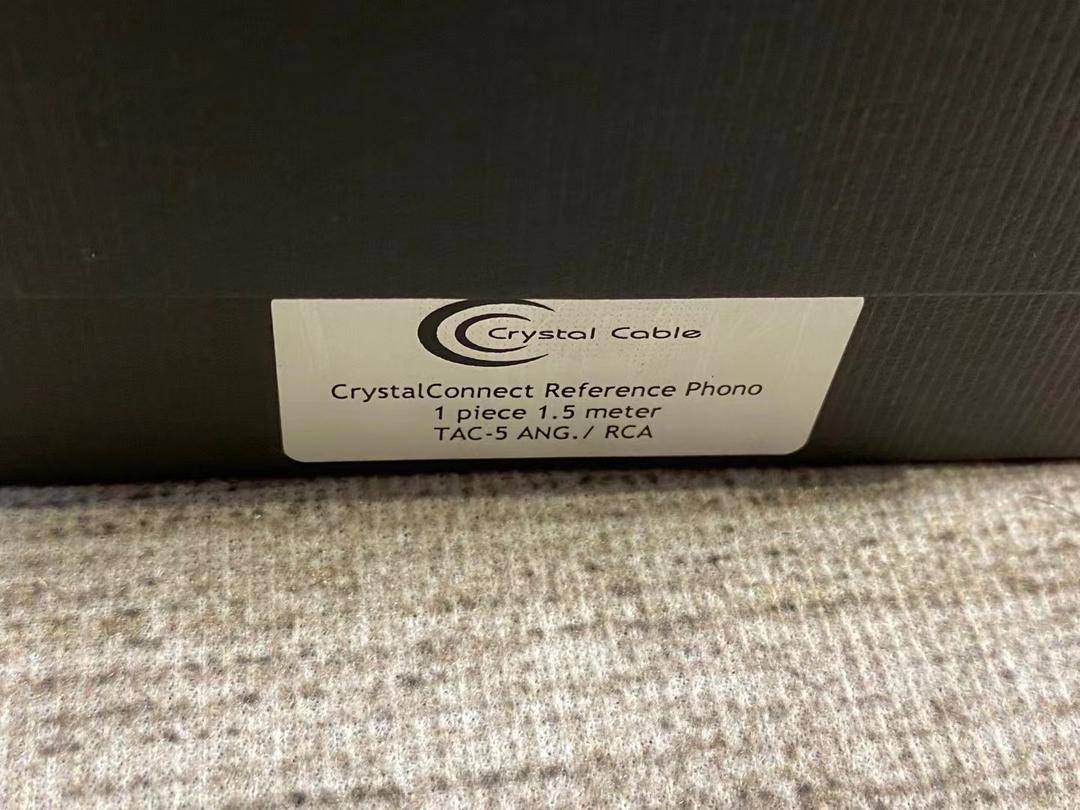 Crystal Cable
CrystalConnect Reference Phono
1 piece 1.5 meter
TAC-5 ANG./ RCA